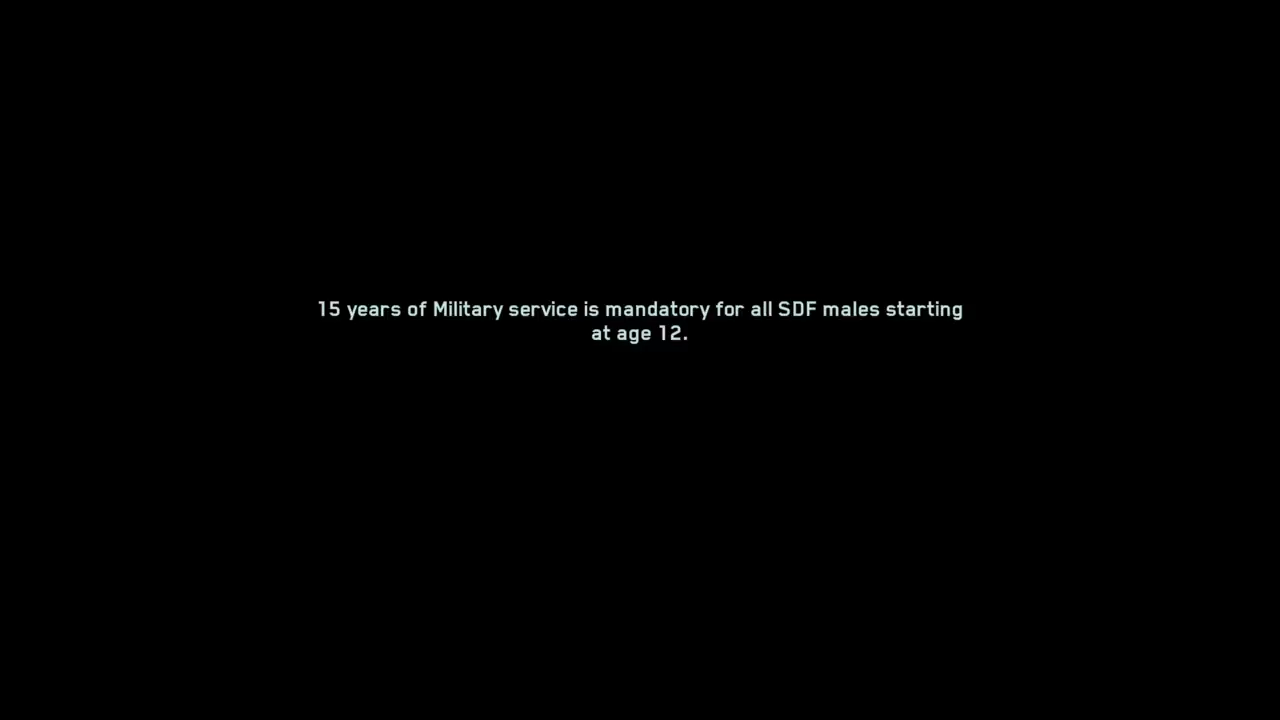 15 years of Military service is mandatory for all SDF males starting
at age 12.